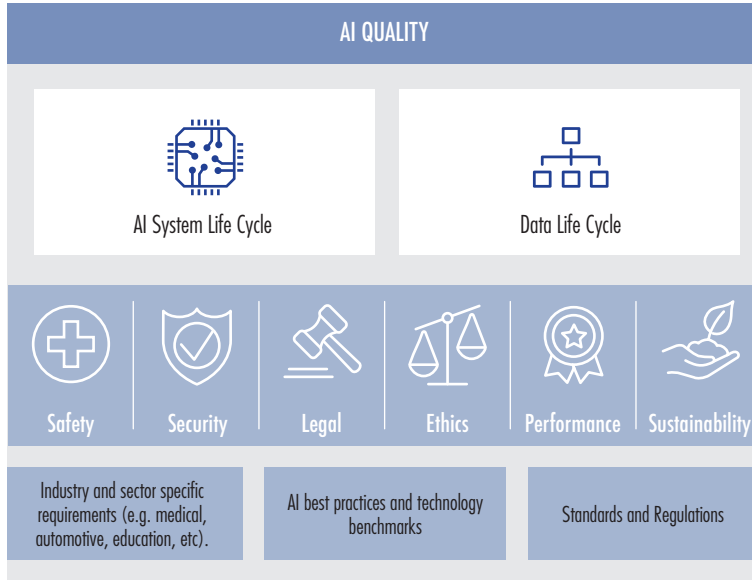 AI QUALITY
AI System Life Cycle
Data Life Cycle
Safety
Security
Legal
Ethics
Performance
Sustainability
Industry and sector specific
requirements (e.g. medical,
automotive, education, etc).
AI best practices and technology
benchmarks
Standards and Regulations